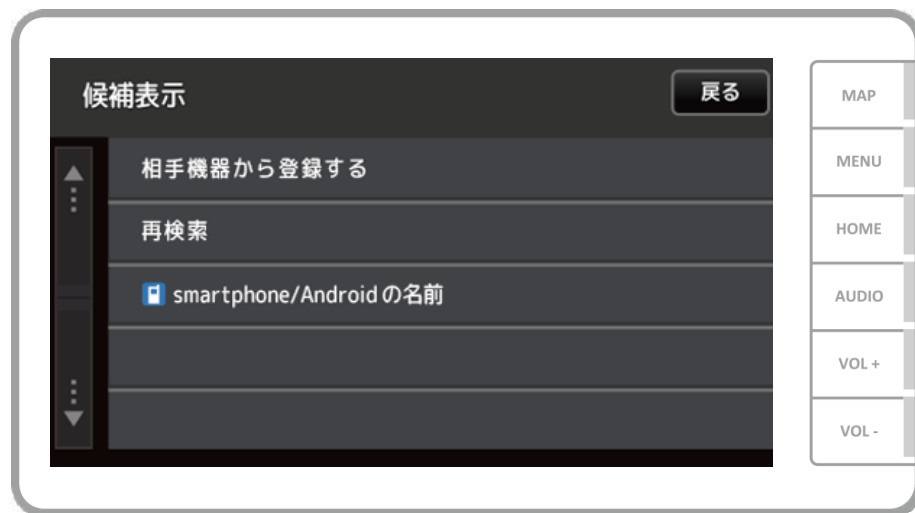 候補表示
戻る
相手機器から登録する
再検索
smartphone/Androidの名前
MAP
MENU
HOME
AUDIO
VOL +
VOL -